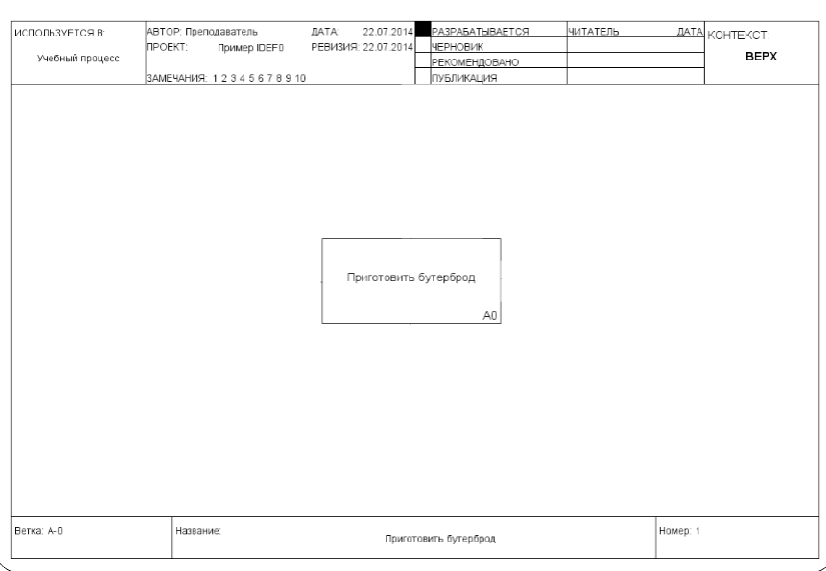 ИСПОЛЬЗУЕТСЯ В:
Учебный процесс
АВТОР: Преподаватель
ДАТА: 22.07.2014
ПРОЕКТ: Пример IDEF0
РЕВИЗИЯ: 22.07.2014
ЗАМЕЧАНИЯ: 1 2 3 4 5 6 7 8 9 10
РАЗРАБАТЫВАЕТСЯ
ЧЕРНОВИК
РЕКОМЕНДОВАНО
ПУБЛИКАЦИЯ
ЧИТАТЕЛЬ ДАТА
КОНТЕКСТ
ВЕРХ
Приготовить бутерброд
A0
Ветка: A-0
Название:
Приготовить бутерброд
Номер: 1